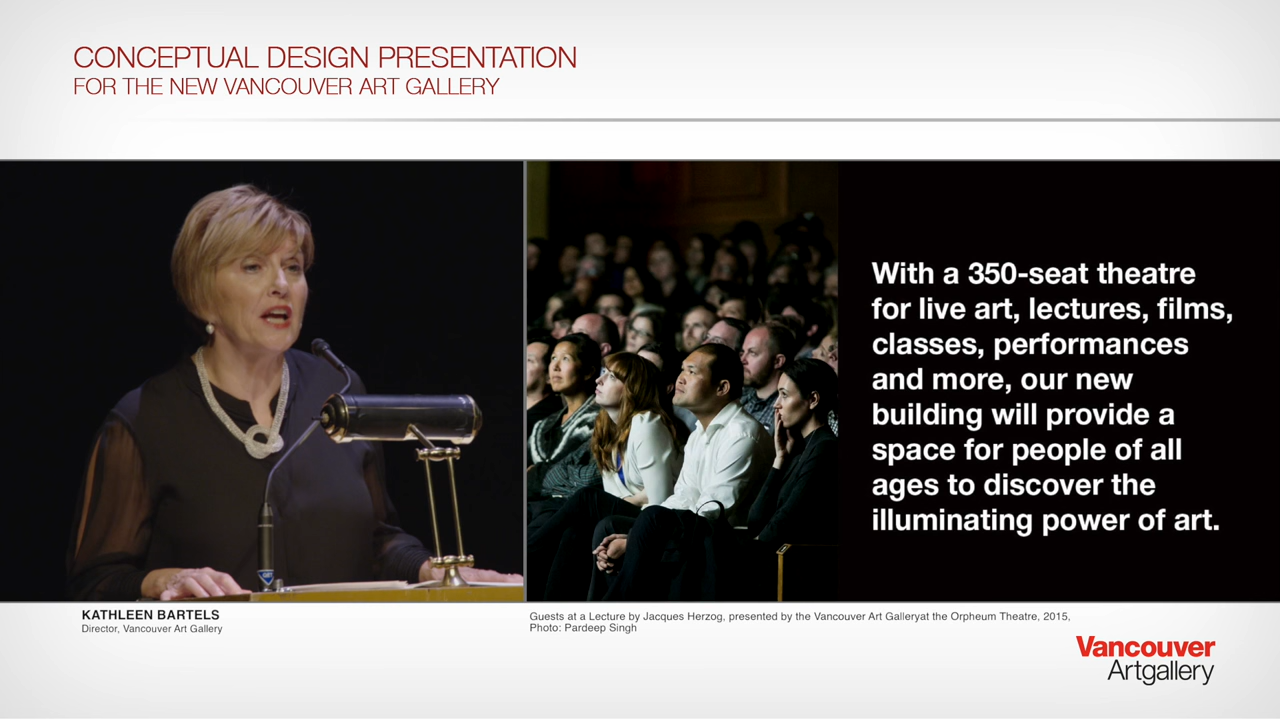 CONCEPTUAL DESIGN PRESENTATION
FOR THE NEW VANCOUVER ART GALLERY
With a 350-seat theatre
for live art, lectures, films,
classes, performances
and more, our new
building will provide a
space for people of all
ages to discover the
illuminating power of art.
KATHLEEN BARTELS
Director, Vancouver Art Gallery
Guests at a Lecture by Jacques Herzog, presented by the Vancouver Art Galleryat the Orpheum Theatre, 2015,
Photo: Pardeep Singh
Vancouver
Artgallery